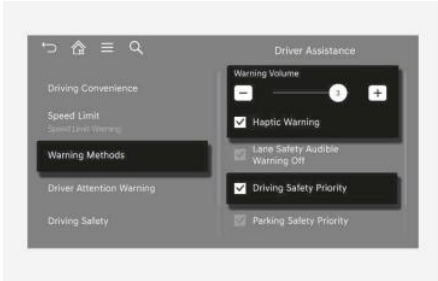 Driver Assistance
Driving Convenience
Speed Limit
Speed Limit Warning
Warning Methods
Driver Attention Warning
Driving Safety
Warning Volume
3
Haptic Warning
Lane Safety Audible
Warning Off
Driving Safety Priority
Parking Safety Priority